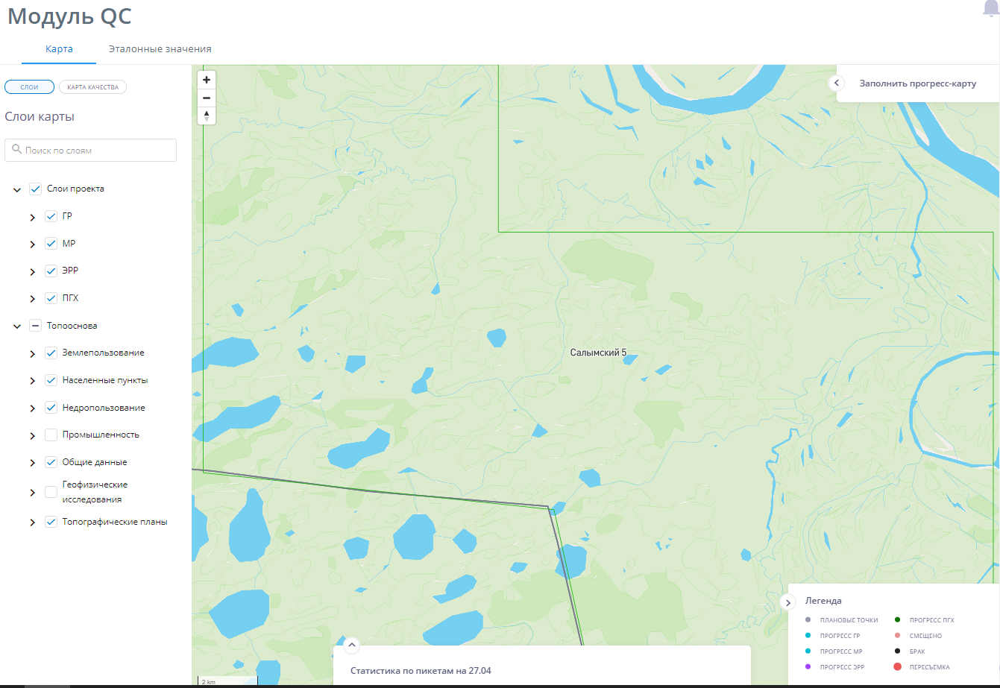 Модуль QC
Карта
Эталонные значения
СЛОИ
КАРТА КАЧЕСТВА
Слои карты
Поиск по слоям
Слои проекта
ГР
МР
ЭРР
ПГХ
Топооснова
Землепользование
Населенные пункты
Недропользование
Промышленность
Общие данные
Геофизические
исследования
Топографические планы
Заполнить прогресс-карту
Салымский 5
2 km
Статистика по пикетам на 27.04
Легенда
ПЛАНОВЫЕ ТОЧКИ
ПРОГРЕСС ГР
ПРОГРЕСС МР
ПРОГРЕСС ЭРР
ПРОГРЕСС ПГХ
СМЕЩЕНО
БРАК
ПЕРЕСЪЕМКА